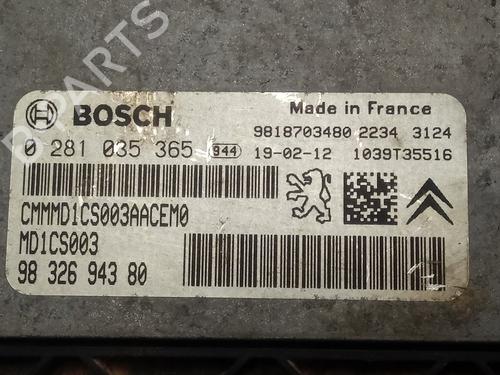 BOSCH
Made in France
9818703480 2234 3124
0 281 035 365 944
19-02-12 1039T35516
CMMMD1CS003AACEM0
MD1CS003
98 326 943 80